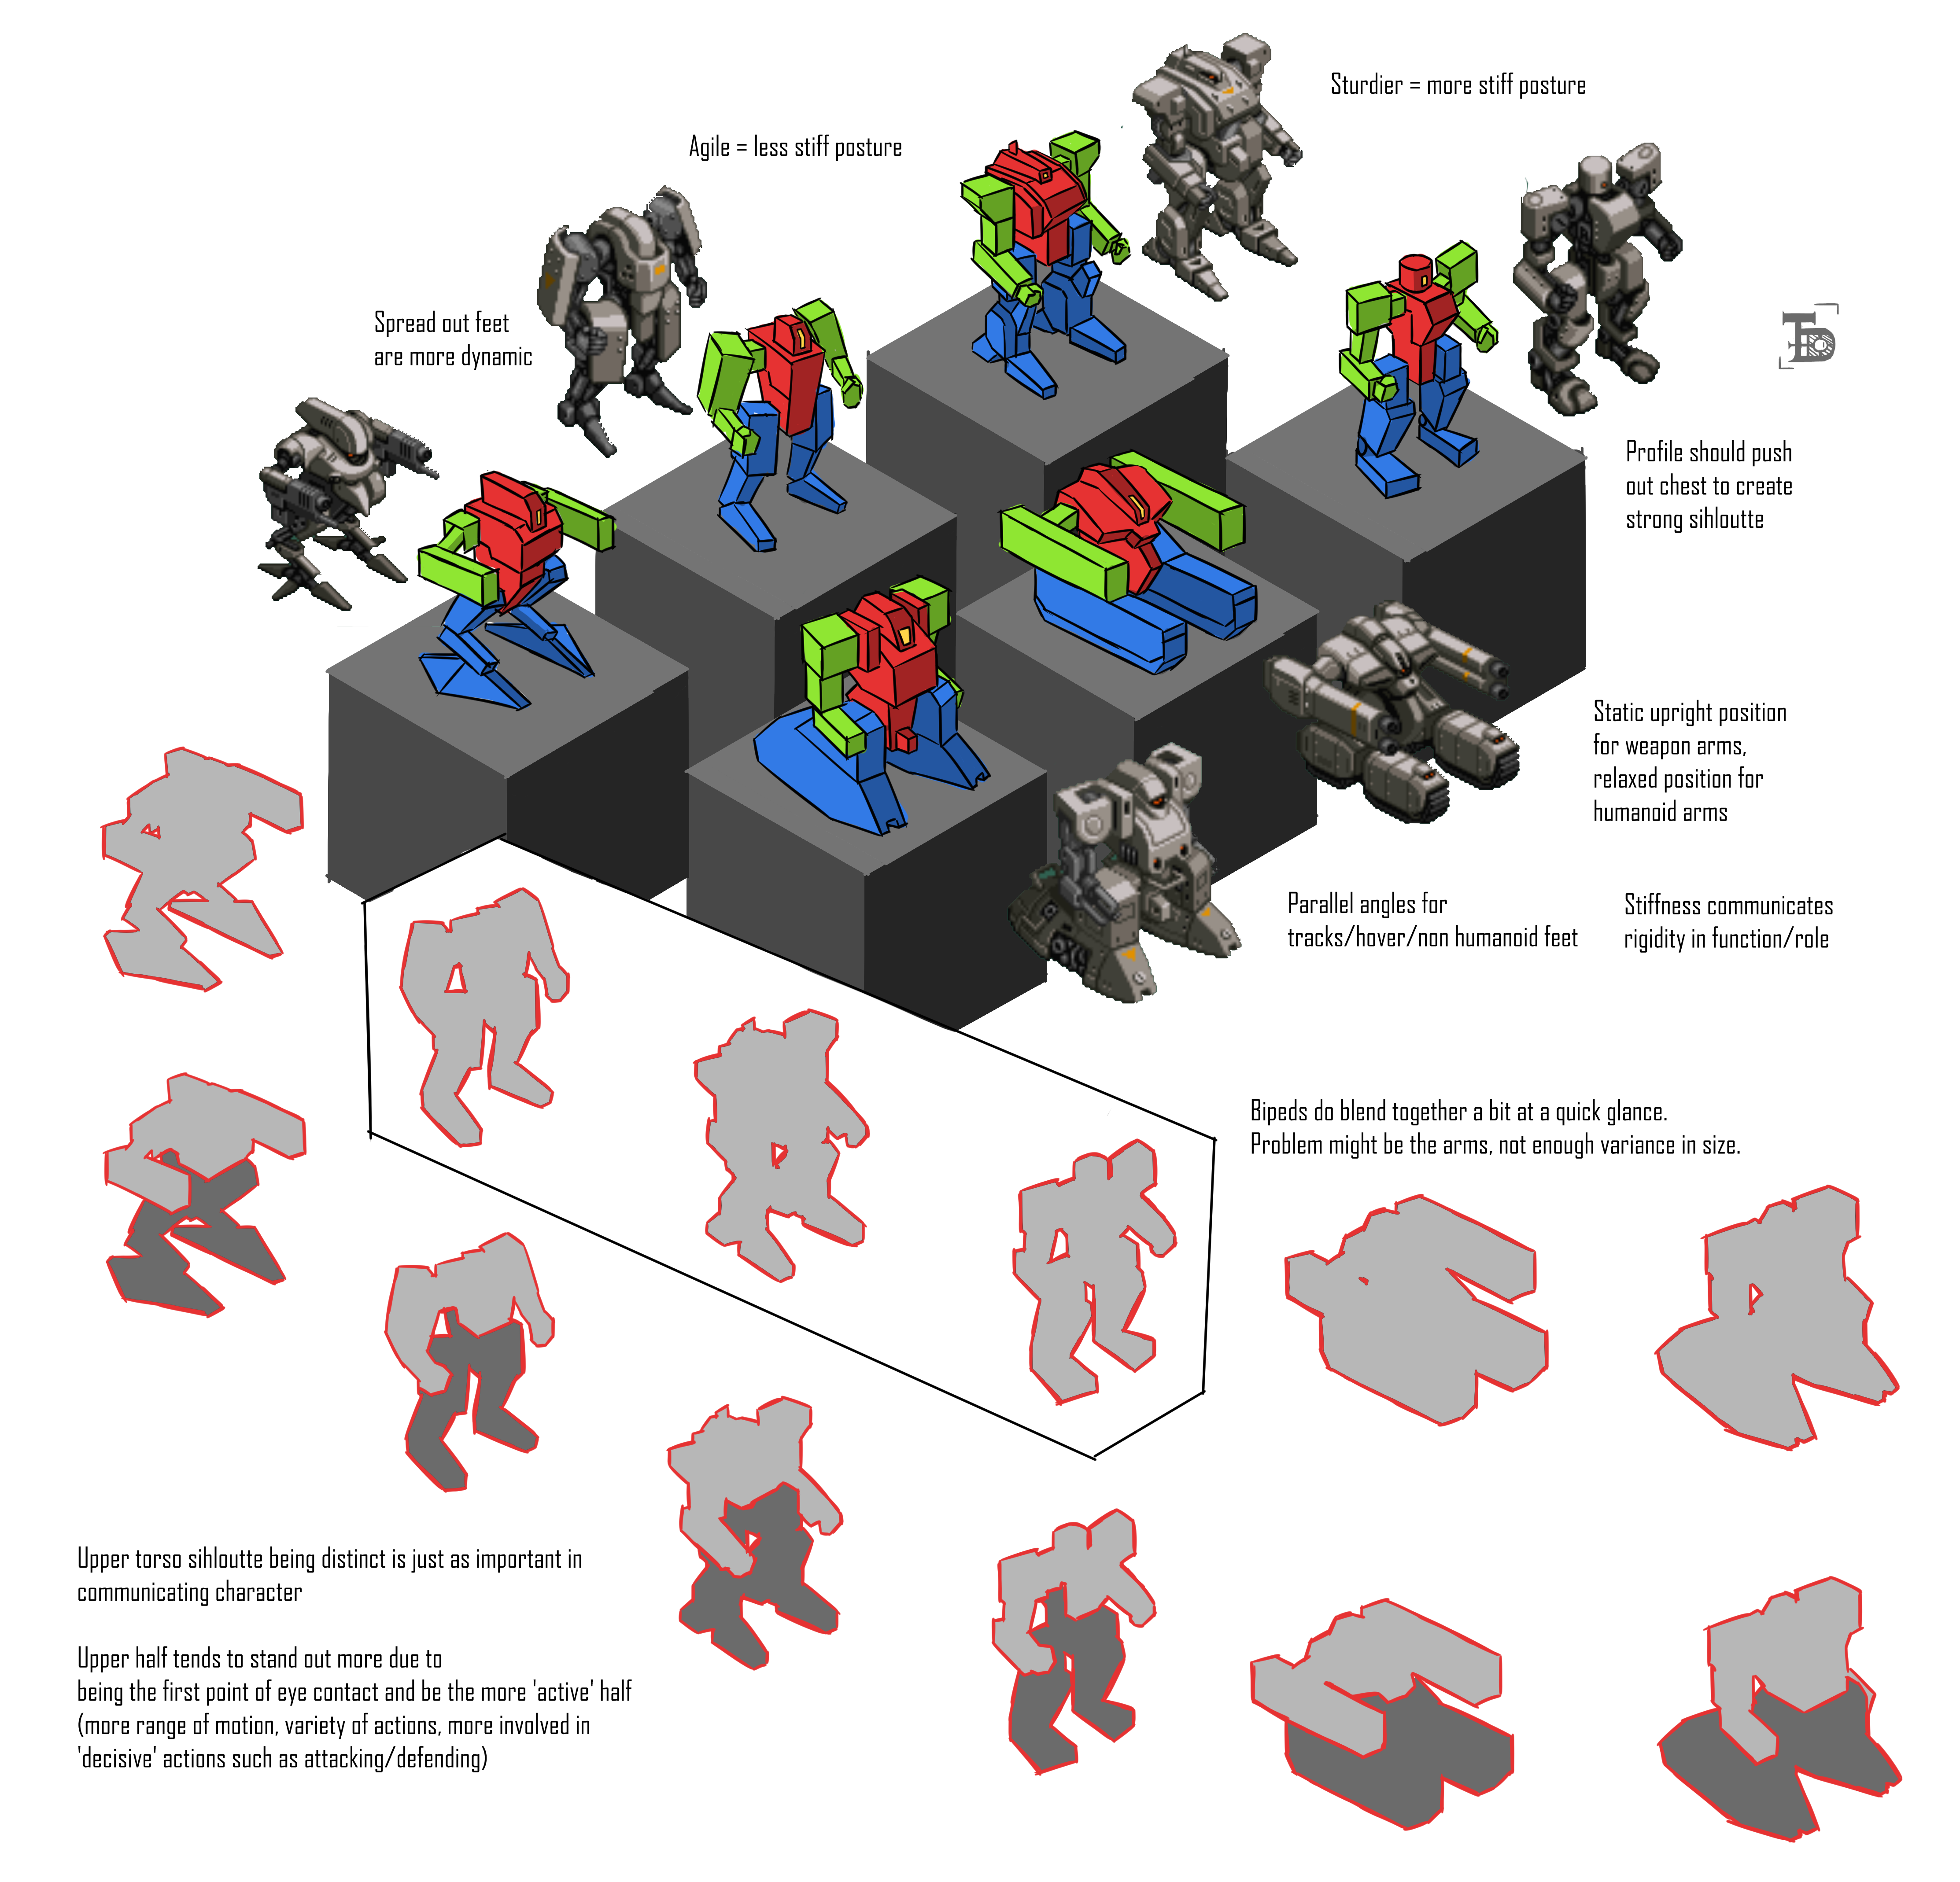 Sturdier = more stiff posture
Agile = less stiff posture
Spread out feet
are more dynamic
Profile should push
out chest to create
strong sihloutte
Static upright position
for weapon arms,
relaxed position for
humanoid arms
Parallel angles for
tracks/hover/non humanoid feet
Stiffness communicates
rigidity in function/role
Bipeds do blend together a bit at a quick glance.
Problem might be the arms, not enough variance in size.
Upper torso sihloutte being distinct is just as important in
communicating character
Upper half tends to stand out more due to
being the first point of eye contact and be the more 'active' half
(more range of motion, variety of actions, more involved in
'decisive' actions such as attacking/defending)